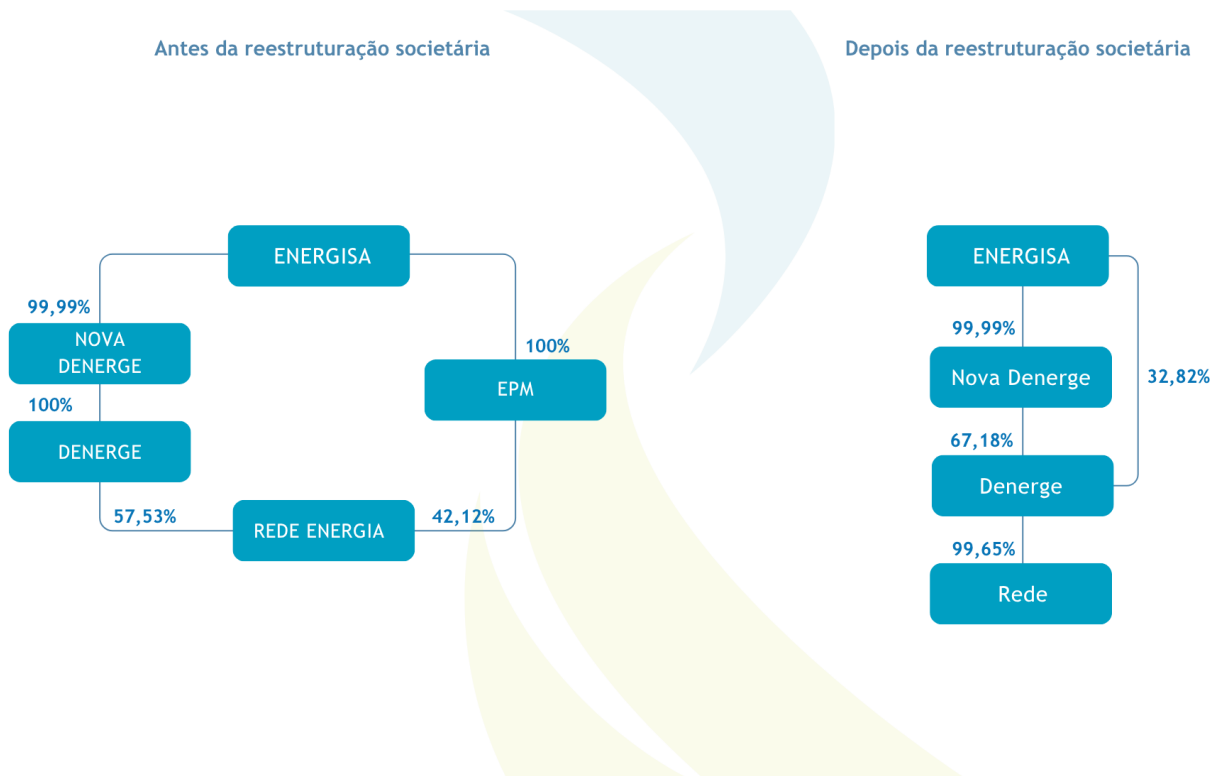 Antes da reestruturação societária
ENERGISA
99,99%
NOVA
DENERGE
100%
EPM
100%
DENERGE
57,53%
REDE ENERGIA
42,12%
Depois da reestruturação societária
ENERGISA
99,99%
Nova Denerge
32,82%
67,18%
Denerge
99,65%
Rede